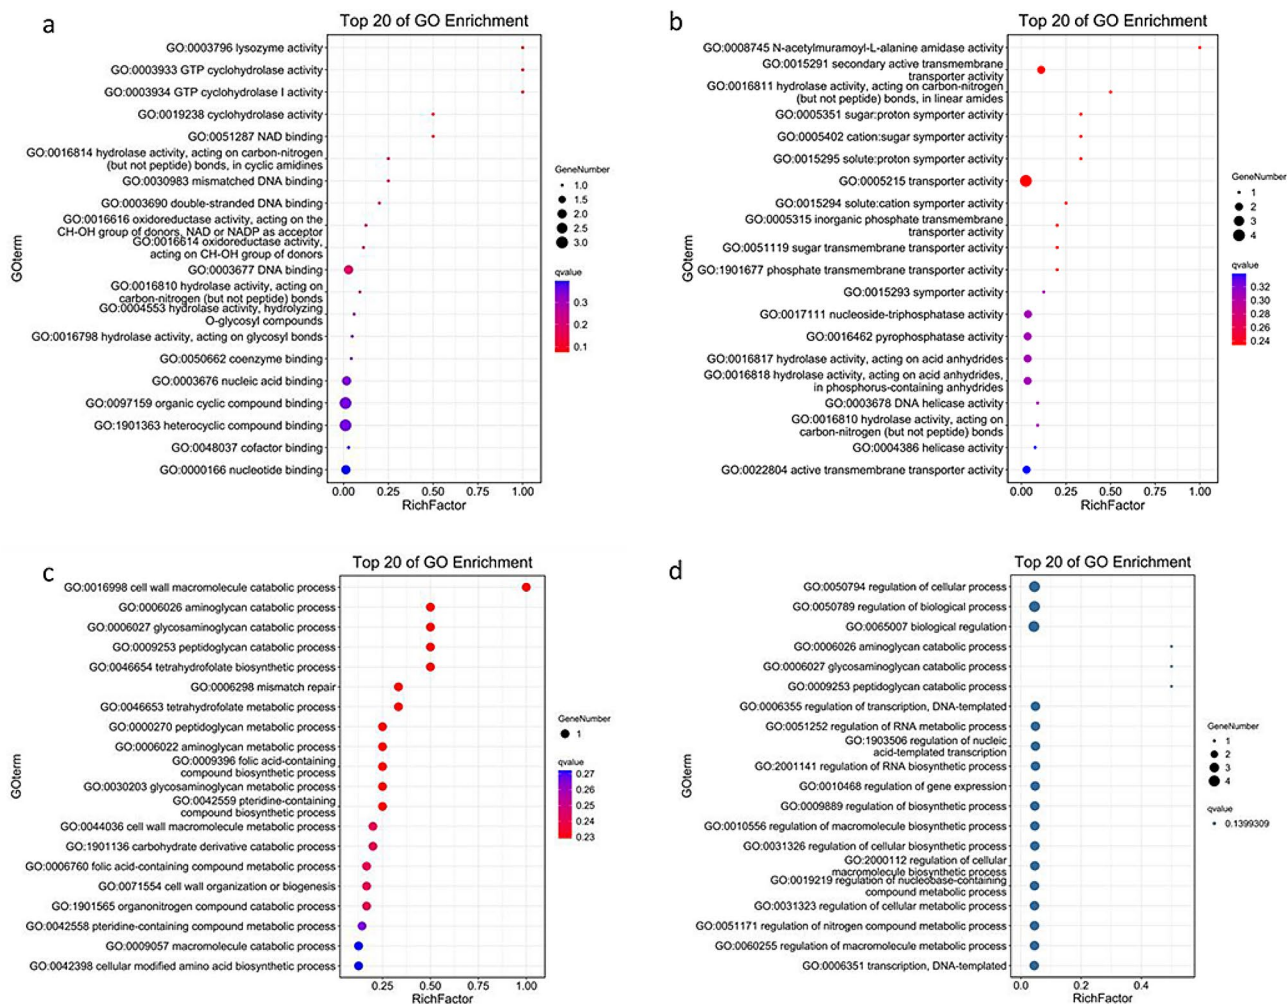 a
Top 20 of GO Enrichment
GOterm
GO:0003796 lysozyme activity
GO:0003933 GTP cyclohydrolase activity
GO:0003934 GTP cyclohydrolase I activity
GO:0019238 cyclohydrolase activity
GO:0051287 NAD binding
GO:0016814 hydrolase activity, acting on carbon-nitrogen
(but not peptide) bonds, in cyclic amidines
GO:0030983 mismatched DNA binding
GO:0003690 double-stranded DNA binding
GO:0016616 oxidoreductase activity, acting on the
CH-OH group of donors, NAD or NADP as acceptor
GO:0016614 oxidoreductase activity,
acting on CH-OH group of donors
GO:0003677 DNA binding
GO:0016810 hydrolase activity, acting on
carbon-nitrogen (but not peptide) bonds
GO:0004553 hydrolase activity, hydrolyzing
O-glycosyl compounds
GO:0016798 hydrolase activity, acting on glycosyl bonds
GO:0050662 coenzyme binding
GO:0003676 nucleic acid binding
GO:0097159 organic cyclic compound binding
GO:1901363 heterocyclic compound binding
GO:0048037 cofactor binding
GO:0000166 nucleotide binding
0.00 0.25 0.50 0.75 1.00
RichFactor
GeneNumber
1.0
1.5
2.0
2.5
3.0
qvalue
0.3
0.2
0.1
b
Top 20 of GO Enrichment
GOterm
GO:0008745 N-acetylmuramoyl-L-alanine amidase activity
GO:0015291 secondary active transmembrane
transporter activity
GO:0016811 hydrolase activity, acting on carbon-nitrogen
(but not peptide) bonds, in linear amides
GO:0005351 sugar:proton symporter activity
GO:0005402 cation:sugar symporter activity
GO:0015295 solute:proton symporter activity
GO:0005215 transporter activity
GO:0015294 solute:cation symporter activity
GO:0005315 inorganic phosphate transmembrane
transporter activity
GO:0051119 sugar transmembrane transporter activity
GO:1901677 phosphate transmembrane transporter activity
GO:0015293 symporter activity
GO:0017111 nucleoside-triphosphatase activity
GO:0016462 pyrophosphatase activity
GO:0016817 hydrolase activity, acting on acid anhydrides
GO:0016818 hydrolase activity, acting on acid anhydrides,
in phosphorus-containing anhydrides
GO:0003678 DNA helicase activity
GO:0016810 hydrolase activity, acting on
carbon-nitrogen (but not peptide) bonds
GO:0004386 helicase activity
GO:0022804 active transmembrane transporter activity
0.00 0.25 0.50 0.75 1.00
RichFactor
GeneNumber
1
2
3
4
qvalue
0.32
0.30
0.28
0.26
0.24
c
Top 20 of GO Enrichment
GOterm
GO:0016998 cell wall macromolecule catabolic process
GO:0006026 aminoglycan catabolic process
GO:0006027 glycosaminoglycan catabolic process
GO:0009253 peptidoglycan catabolic process
GO:0046654 tetrahydrofolate biosynthetic process
GO:0006298 mismatch repair
GO:0046653 tetrahydrofolate metabolic process
GO:0000270 peptidoglycan metabolic process
GO:0006022 aminoglycan metabolic process
GO:0009396 folic acid-containing
compound biosynthetic process
GO:0030203 glycosaminoglycan metabolic process
GO:0042559 pteridine-containing
compound biosynthetic process
GO:0044036 cell wall macromolecule metabolic process
GO:1901136 carbohydrate derivative catabolic process
GO:0006760 folic acid-containing compound metabolic process
GO:0071554 cell wall organization or biogenesis
GO:1901565 organonitrogen compound catabolic process
GO:0042558 pteridine-containing compound metabolic process
GO:0009057 macromolecule catabolic process
GO:0042398 cellular modified amino acid biosynthetic process
0.25 0.50 0.75 1.00
RichFactor
GeneNumber
1
qvalue
0.27
0.26
0.25
0.24
0.23
d
Top 20 of GO Enrichment
GOterm
GO:0050794 regulation of cellular process
GO:0050789 regulation of biological process
GO:0065007 biological regulation
GO:0006026 aminoglycan catabolic process
GO:0006027 glycosaminoglycan catabolic process
GO:0009253 peptidoglycan catabolic process
GO:0006355 regulation of transcription, DNA-templated
GO:0051252 regulation of RNA metabolic process
GO:1903506 regulation of nucleic
acid-templated transcription
GO:2001141 regulation of RNA biosynthetic process
GO:0010468 regulation of gene expression
GO:0009889 regulation of biosynthetic process
GO:0010556 regulation of macromolecule biosynthetic process
GO:0031326 regulation of cellular biosynthetic process
GO:2000112 regulation of cellular
macromolecule biosynthetic process
GO:0019219 regulation of nucleobase-containing
compound metabolic process
GO:0031323 regulation of cellular metabolic process
GO:0051171 regulation of nitrogen compound metabolic process
GO:0060255 regulation of macromolecule metabolic process
GO:0006351 transcription, DNA-templated
0.0 0.2 0.4
RichFactor
GeneNumber
1
2
3
4
qvalue
0.1399309